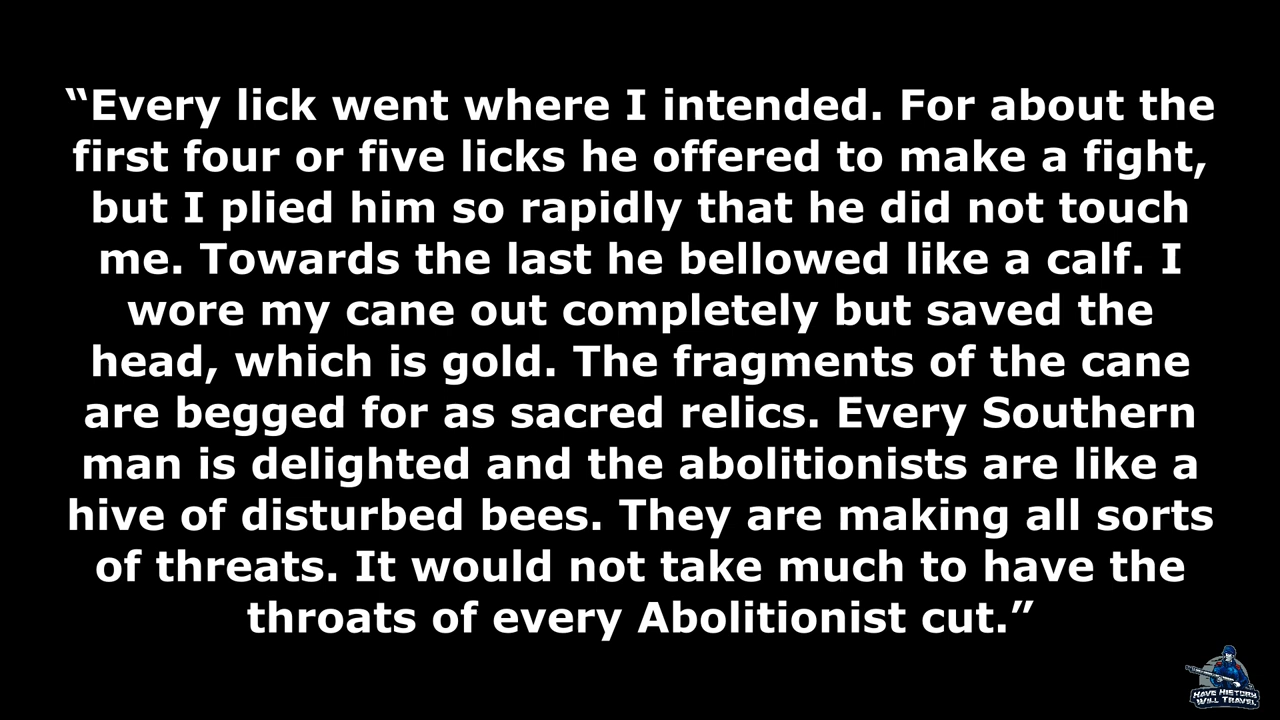 “Every lick went where I intended. For about the
first four or five licks he offered to make a fight,
but I plied him so rapidly that he did not touch
me. Towards the last he bellowed like a calf. I
wore my cane out completely but saved the
head, which is gold. The fragments of the cane
are begged for as sacred relics. Every Southern
man is delighted and the abolitionists are like a
hive of disturbed bees. They are making all sorts
of threats. It would not take much to have the
throats of every Abolitionist cut.”
HAVE HISTORY
WILL TRAVEL